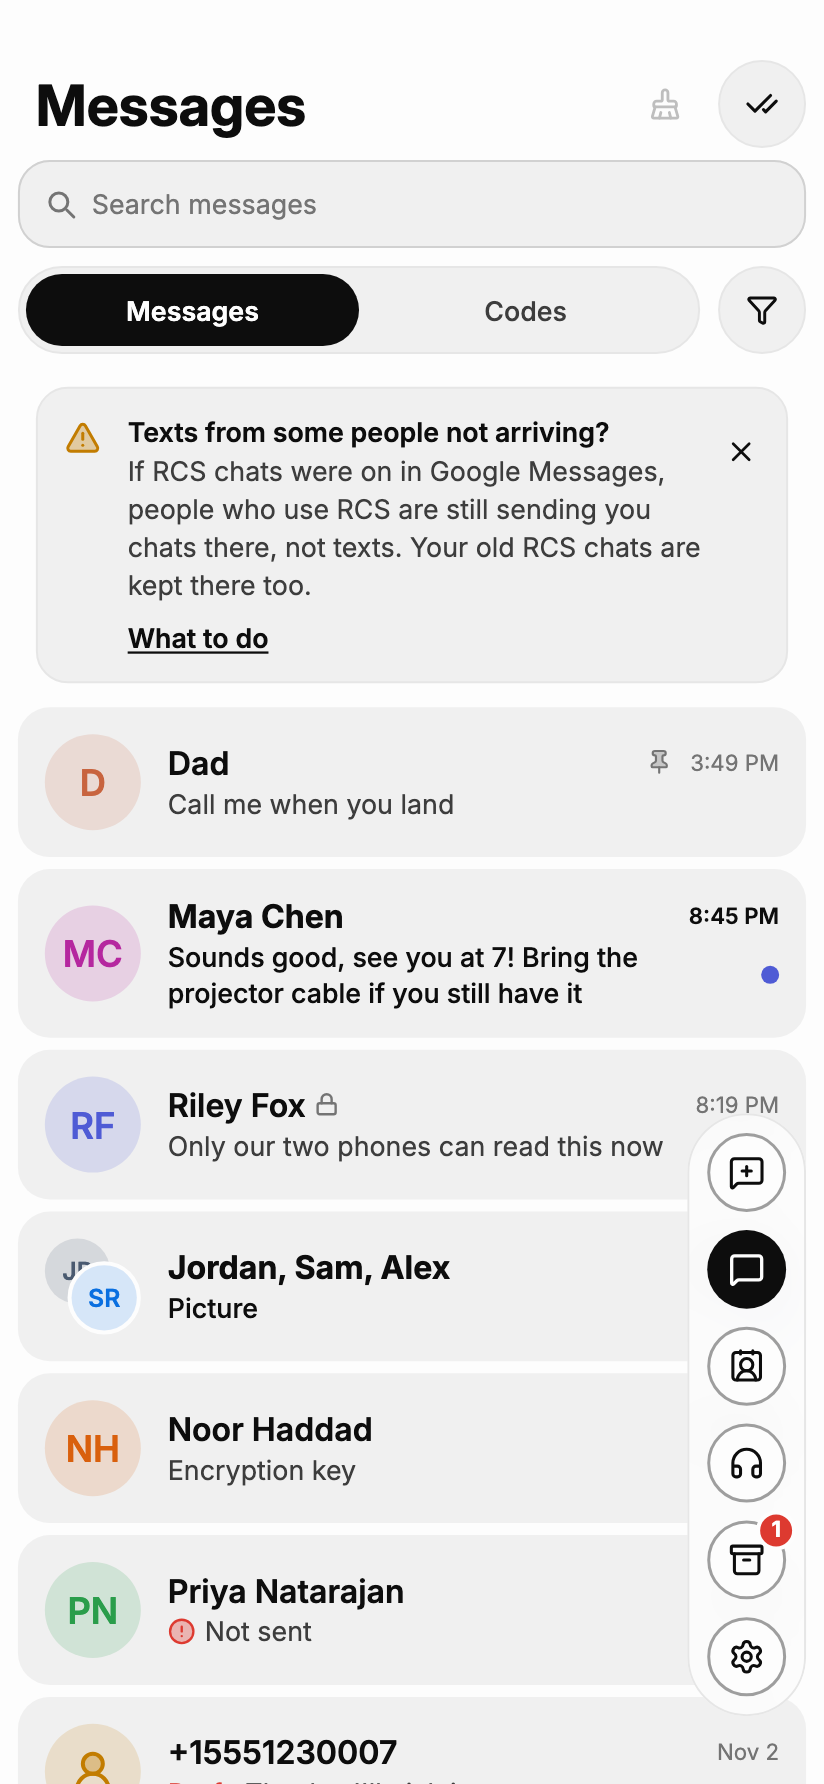 Messages
Search messages
Messages
Codes
Texts from some people not arriving?
If RCS chats were on in Google Messages,
people who use RCS are still sending you
chats there, not texts. Your old RCS chats are
kept there too.
What to do
D
Dad
3:49 PM
Call me when you land
MC
Maya Chen
8:45 PM
Sounds good, see you at 7! Bring the
projector cable if you still have it
RF
Riley Fox
8:19 PM
Only our two phones can read this now
SR
Jordan, Sam, Alex
Picture
NH
Noor Haddad
Encryption key
1
PN
Priya Natarajan
Not sent
+15551230007
Nov 2